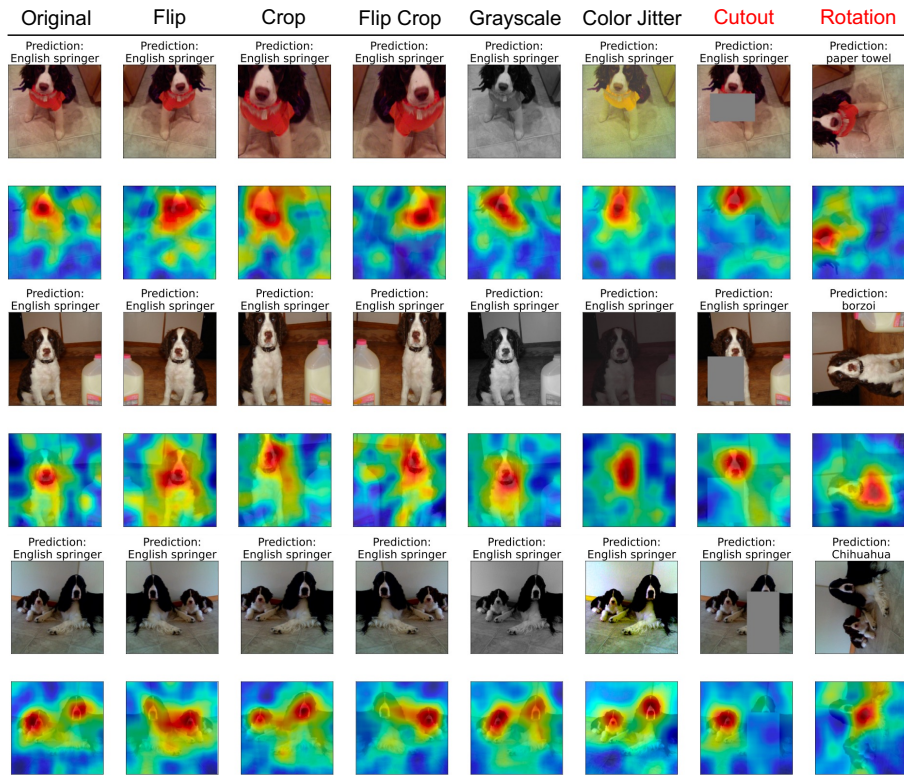 Original Flip Crop Flip Crop Grayscale Color Jitter Cutout Rotation
Prediction: Prediction: Prediction: Prediction: Prediction: Prediction: Prediction: Prediction:
English springer English springer English springer English springer English springer English springer English springer paper towel
Prediction: Prediction: Prediction: Prediction: Prediction: Prediction: Prediction: Prediction:
English springer English springer English springer English springer English springer English springer English springer borzoi
Prediction: Prediction: Prediction: Prediction: Prediction: Prediction: Prediction: Prediction:
English springer English springer English springer English springer English springer English springer English springer Chihuahua